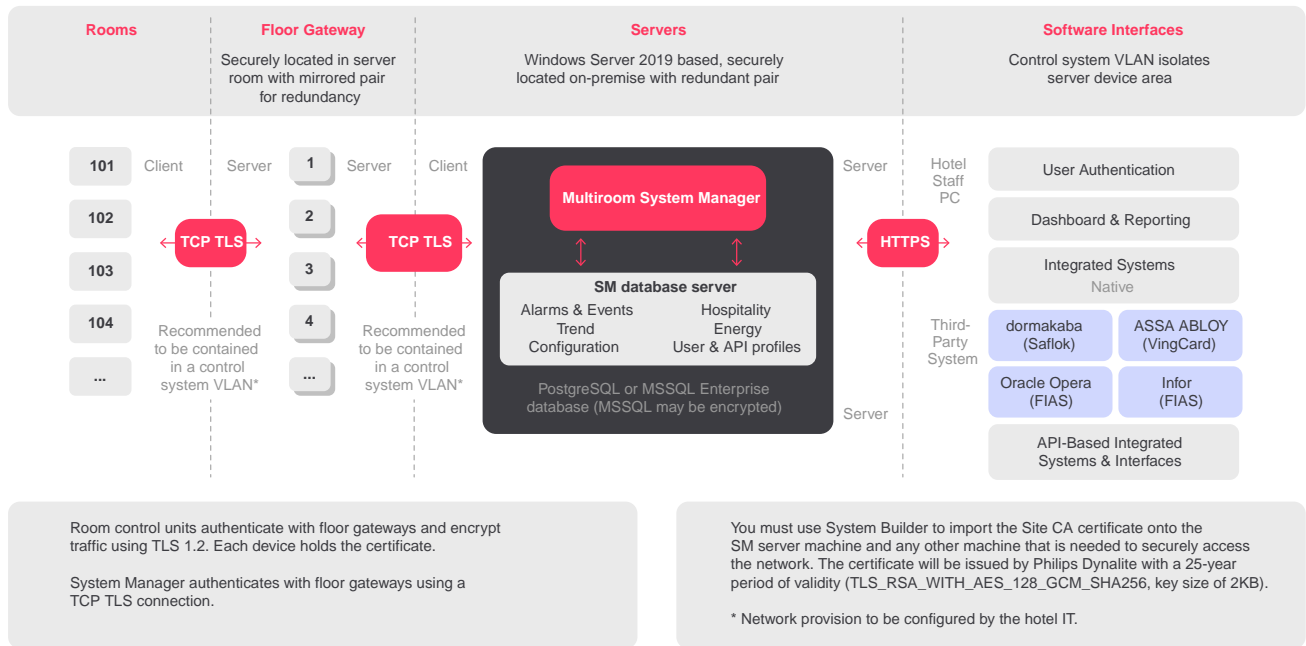 Rooms
Floor Gateway
Securely located in server
room with mirrored pair
for redundancy
Servers
Windows Server 2019 based, securely
located on-premise with redundant pair
Software Interfaces
Control system VLAN isolates
server device area
101
102
103
104
...
Client
Server
TCP TLS
Recommended
to be contained
in a control
system VLAN*
1
2
3
4
...
Server
Client
TCP TLS
Recommended
to be contained
in a control
system VLAN*
Multiroom System Manager
SM database server
Alarms & Events
Trend
Configuration
Hospitality
Energy
User & API profiles
PostgreSQL or MSSQL Enterprise
database (MSSQL may be encrypted)
Server
HTTPS
Server
Hotel
Staff
PC
Third-
Party
System
User Authentication
Dashboard & Reporting
Integrated Systems
Native
dormakaba
(Saflok)
ASSA ABLOY
(VingCard)
Oracle Opera
(FIAS)
Infor
(FIAS)
API-Based Integrated
Systems & Interfaces
Room control units authenticate with floor gateways and encrypt
traffic using TLS 1.2. Each device holds the certificate.
System Manager authenticates with floor gateways using a
TCP TLS connection.
You must use System Builder to import the Site CA certificate onto the
SM server machine and any other machine that is needed to securely access
the network. The certificate will be issued by Philips Dynalite with a 25-year
period of validity (TLS_RSA_WITH_AES_128_GCM_SHA256, key size of 2KB).
* Network provision to be configured by the hotel IT.